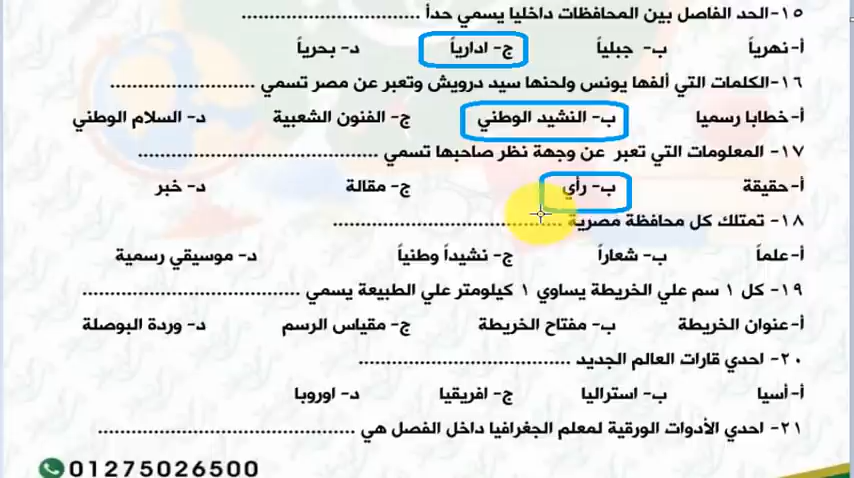 ١٥- الحد الفاصل بين المحافظات داخليا يسمي حداً ................................
أ- نهرياً ب- جبلياً ج- ادارياً د- بحرياً
١٦- الكلمات التي ألفها يونس ولحنها سيد درويش وتعبر عن مصر تسمي .........................
أ- خطابا رسميا ب- النشيد الوطني ج- الفنون الشعبية د- السلام الوطني
١٧- المعلومات التي تعبر عن وجهة نظر صاحبها تسمي ..........................................
أ- حقيقة ب- رأي ج- مقالة د- خبر
١٨- تمتلك كل محافظة مصرية ..........................................
أ- علماً ب- شعاراً ج- نشيداً وطنياً د- موسيقي رسمية
١٩- كل ١ سم علي الخريطة يساوي ١ كيلومتر علي الطبيعة يسمي ..........................................
أ- عنوان الخريطة ب- مفتاح الخريطة ج- مقياس الرسم د- وردة البوصلة
٢٠- احدي قارات العالم الجديد ......................................
أ- أسيا ب- استراليا ج- افريقيا د- اوروبا
٢١- احدي الأدوات الورقية لمعلم الجغرافيا داخل الفصل هي ..............................................
01275026500